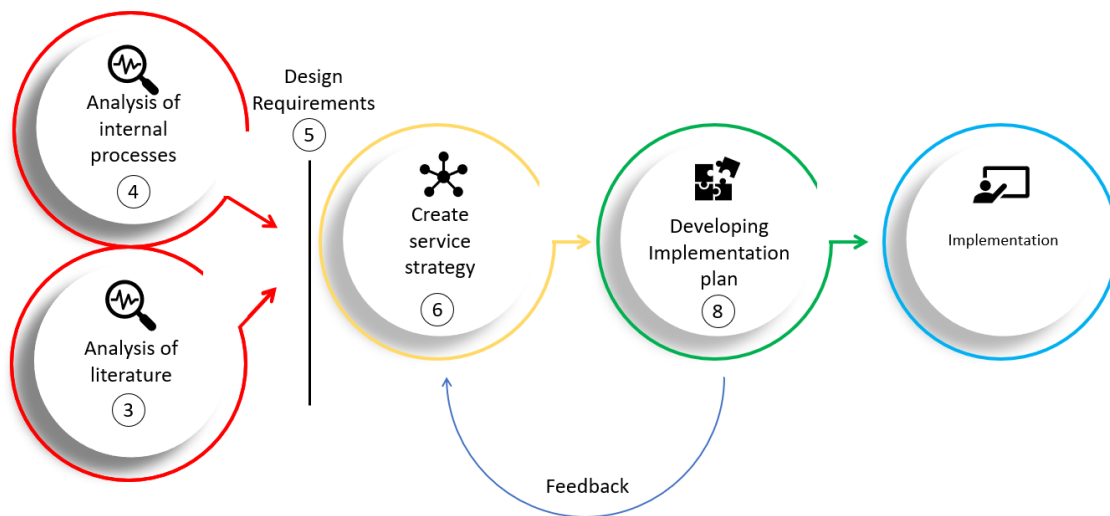 Analysis of
internal
processes
4
Analysis of
literature
3
Design
Requirements
5
Create
service
strategy
6
Developing
Implementation
plan
8
Implementation
Feedback